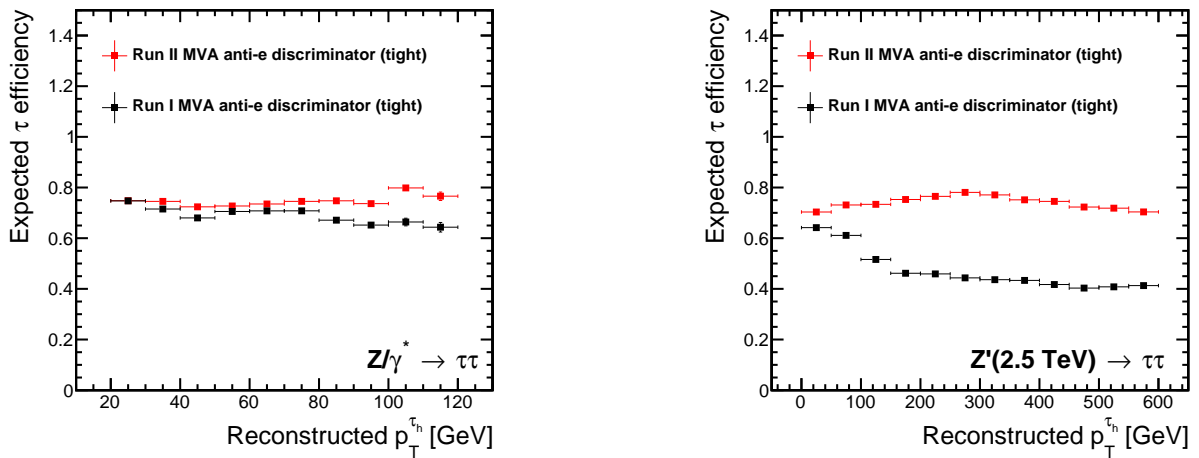 Expected τ efficiency
1.4
1.2
1
0.8
0.6
0.4
0.2
0
Run II MVA anti-e discriminator (tight)
Run I MVA anti-e discriminator (tight)
Z/γ* → ττ
20 40 60 80 100 120
Reconstructed p_T^{τ_h} [GeV]
Expected τ efficiency
1.4
1.2
1
0.8
0.6
0.4
0.2
0
Run II MVA anti-e discriminator (tight)
Run I MVA anti-e discriminator (tight)
Z'(2.5 TeV) → ττ
0 100 200 300 400 500 600
Reconstructed p_T^{τ_h} [GeV]